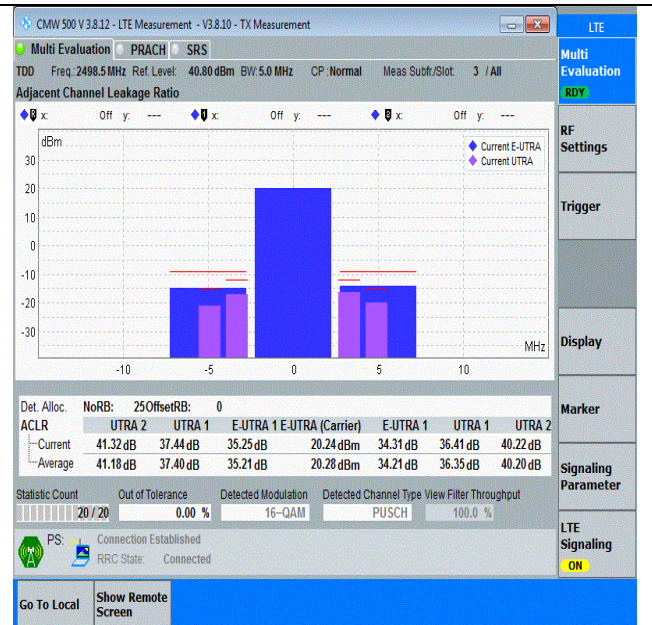 CMW 500 V 3.8.12 - LTE Measurement - V3.8.10 - TX Measurement
LTE
Multi Evaluation PRACH SRS
TDD Freq.:2498.5 MHz Ref. Level: 40.80 dBm BW: 5.0 MHz CP :Normal Meas Subfr./Slot: 3 / All
Adjacent Channel Leakage Ratio
Multi
Evaluation
RDY
x: Off y: --- x: Off y: --- x: Off y: ---
dBm
Current E-UTRA
Current UTRA
30
20
10
0
-10
-20
-30
MHz
-10 -5 0 5 10
RF
Settings
Trigger
Display
Marker
Signaling
Parameter
LTE
Signaling
ON
Det. Alloc. NoRB: 25OffsetRB: 0
ACLR UTRA 2 UTRA 1 E-UTRA 1 E-UTRA (Carrier) E-UTRA 1 UTRA 1 UTRA 2
Current 41.32 dB 37.44 dB 35.25 dB 20.24 dBm 34.31 dB 36.41 dB 40.22 dB
Average 41.18 dB 37.40 dB 35.21 dB 20.28 dBm 34.21 dB 36.35 dB 40.20 dB
Statistic Count Out of Tolerance Detected Modulation Detected Channel Type View Filter Throughput
20 / 20 0.00 % 16-QAM PUSCH 100.0 %
PS: Connection Established
RRC State: Connected
Go To Local
Show Remote
Screen